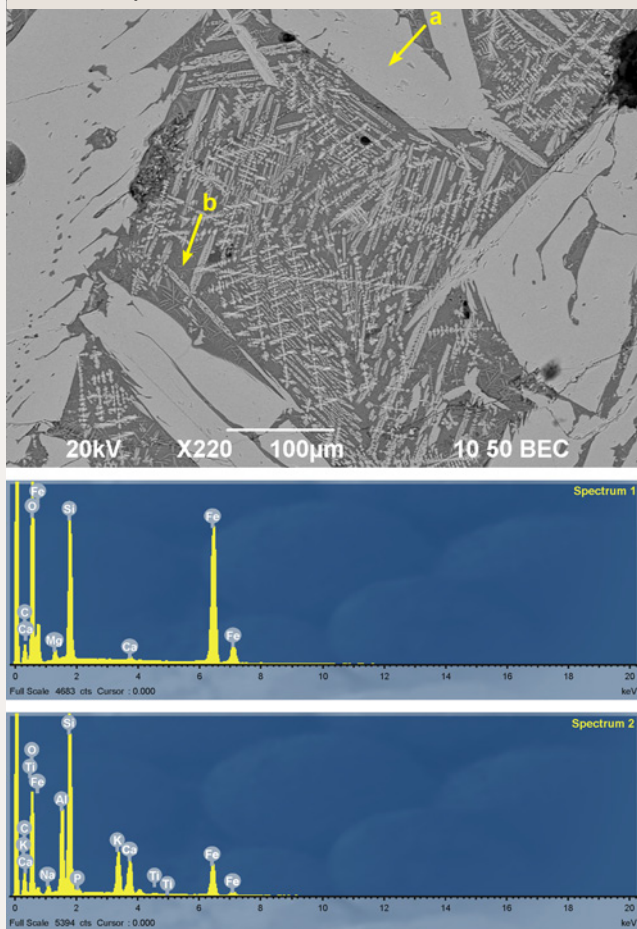 a
b
20kV X220 100µm 10 50 BEC
Spectrum 1
Fe
O Si Fe
C
Ca Mg Ca Fe
0 2 4 6 8 10 12 14 16 18 20
Full Scale 4683 cts Cursor : 0.000 keV
Spectrum 2
Si
O
Ti
Fe Al
C K
K Ca Fe
Ca Na P Ti Ti Fe
0 2 4 6 8 10 12 14 16 18 20
Full Scale 5394 cts Cursor : 0.000 keV